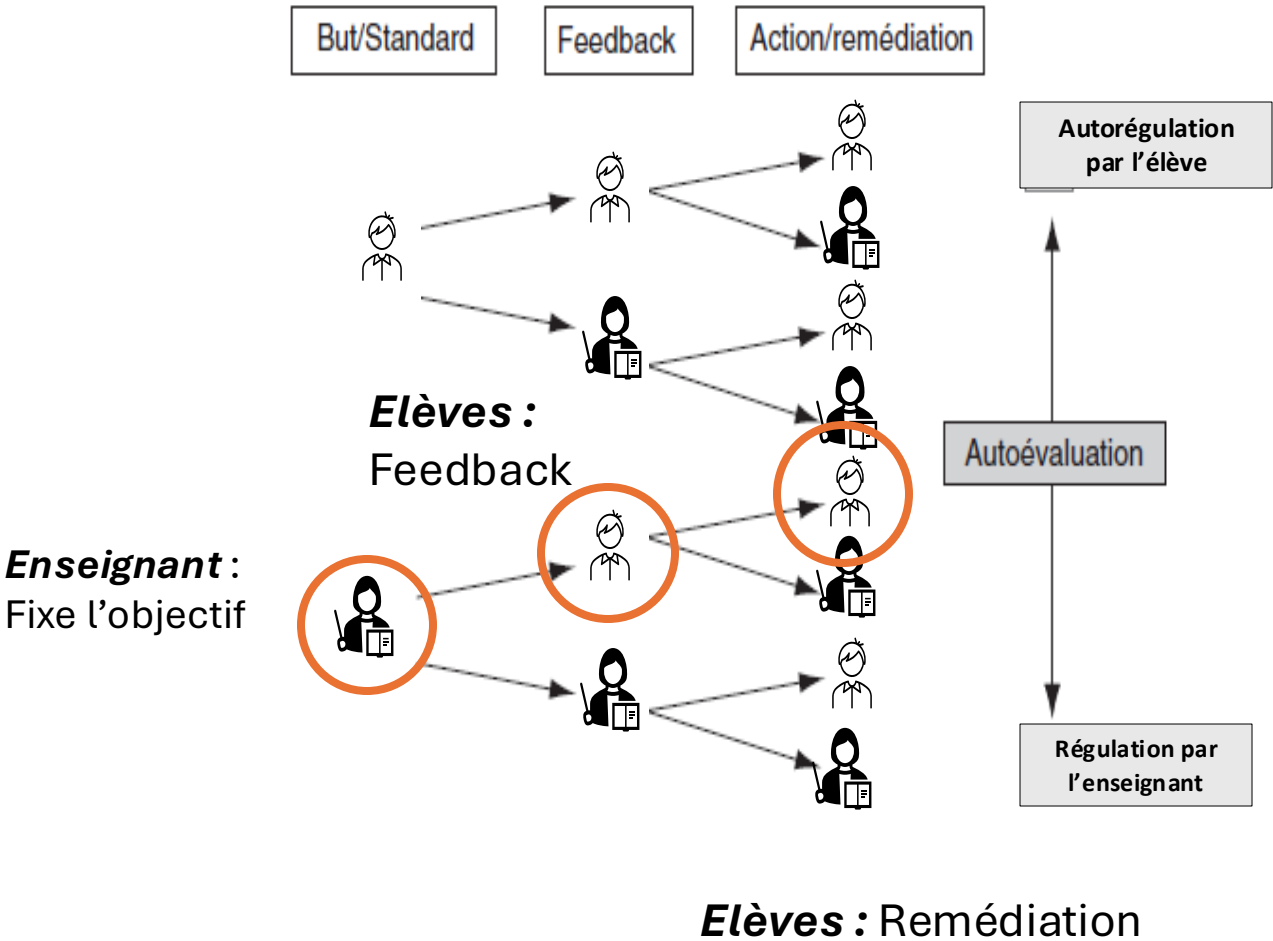 But/Standard
Feedback
Action/remédiation
Autorégulation
par l’élève
Elèves :
Feedback
Autoévaluation
Enseignant :
Fixe l’objectif
Régulation par
l’enseignant
Elèves : Remédiation